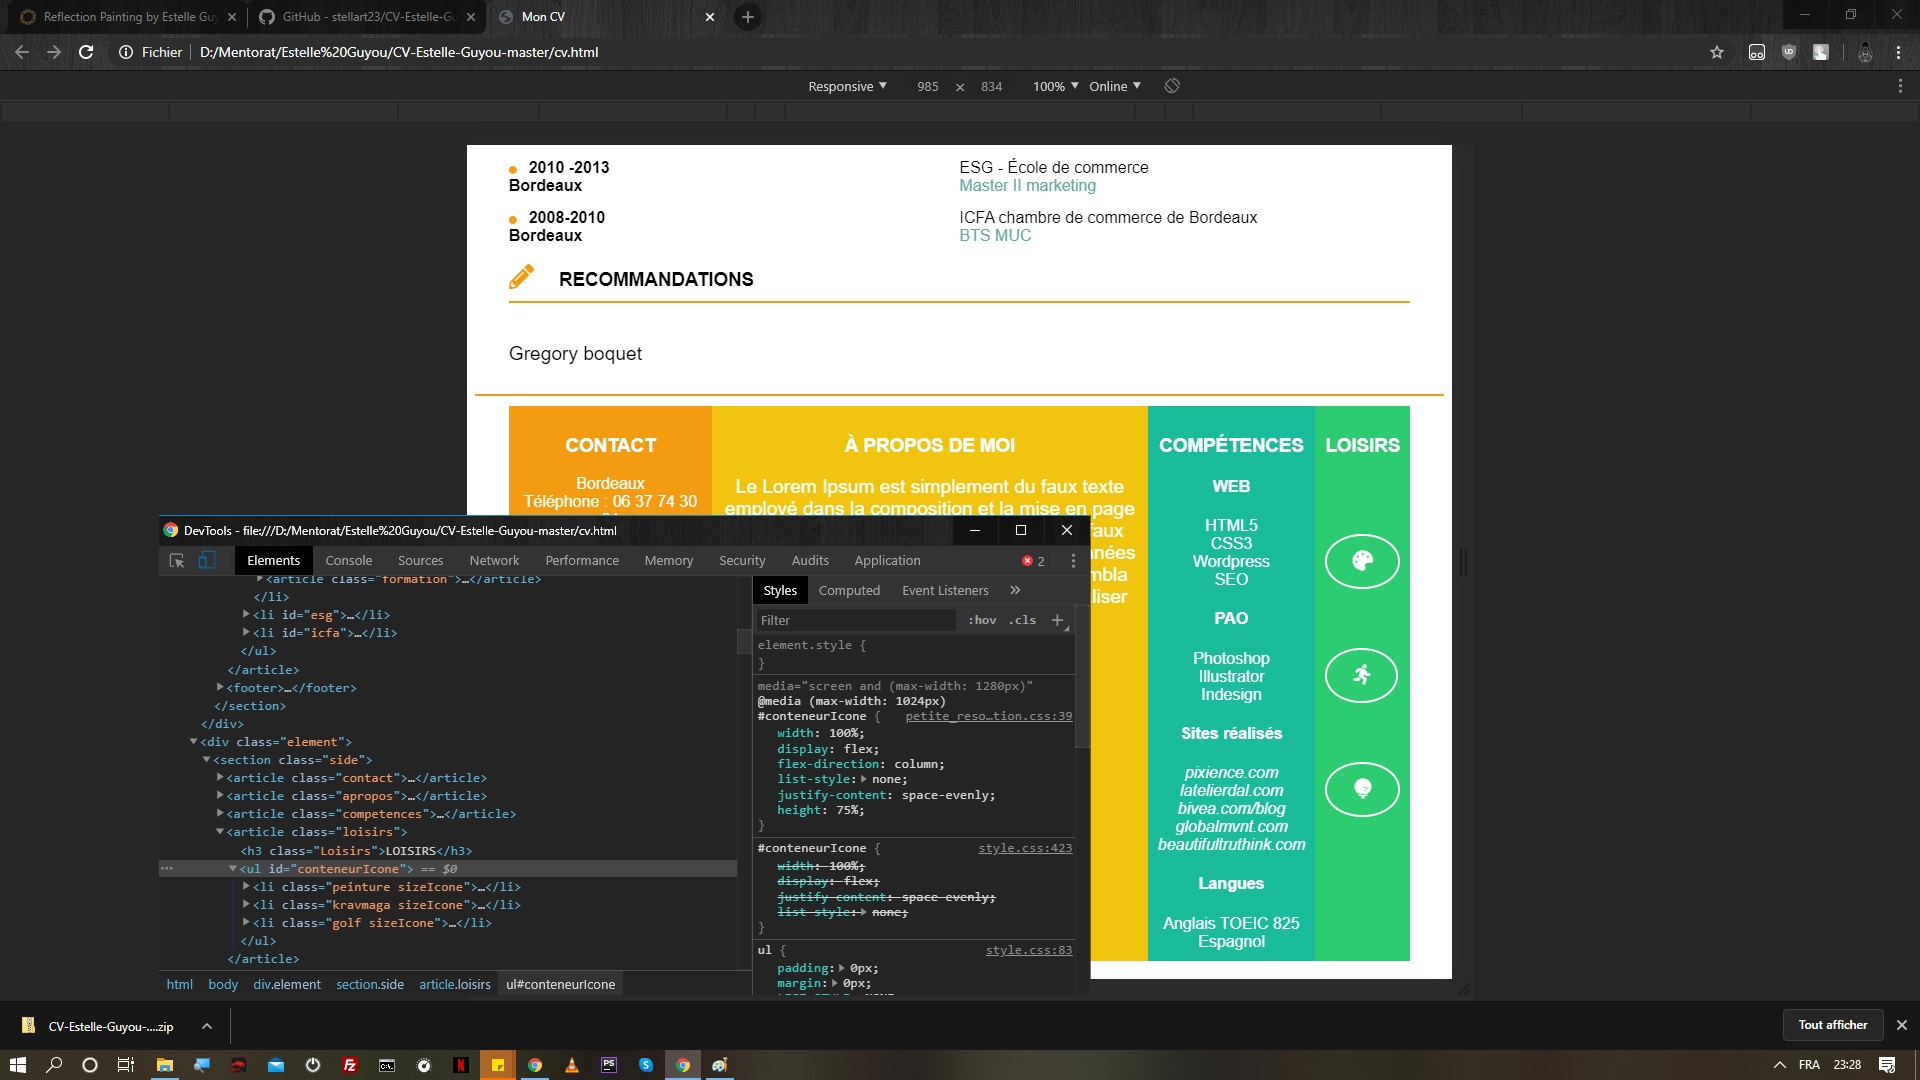 Reflection Painting by Estelle Gu
GitHub - stellart23/CV-Estelle-Gu
Mon CV
Fichier
D:/Mentorat/Estelle%20Guyou/CV-Estelle-Guyou-master/cv.html
Responsive 985 × 834 100% Online
2010 -2013
Bordeaux
ESG - École de commerce
Master II marketing
2008-2010
Bordeaux
ICFA chambre de commerce de Bordeaux
BTS MUC
RECOMMANDATIONS
Gregory boquet
CONTACT
Bordeaux
Téléphone : 06 37 74 30
À PROPOS DE MOI
Le Lorem Ipsum est simplement du faux texte
employé dans la composition et la mise en page
faux
nnées
mbla
liser
COMPÉTENCES
WEB
HTML5
CSS3
Wordpress
SEO
PAO
Photoshop
Illustrator
Indesign
Sites réalisés
pixience.com
latelierdal.com
bivea.com/blog
globalmvnt.com
beautifultruthink.com
Langues
Anglais TOEIC 825
Espagnol
LOISIRS
DevTools - file:///D:/Mentorat/Estelle%20Guyou/CV-Estelle-Guyou-master/cv.html
Elements Console Sources Network Performance Memory Security Audits Application 2
<article class="formation">…</article>
</li>
<li id="esg">…</li>
<li id="icfa">…</li>
</ul>
</article>
<footer>…</footer>
</section>
</div>
<div class="element">
<section class="side">
<article class="contact">…</article>
<article class="apropos">…</article>
<article class="competences">…</article>
<article class="loisirs">
<h3 class="Loisirs">LOISIRS</h3>
<ul id="conteneurIcone"> == $0
<li class="peinture sizeIcone">…</li>
<li class="kravmaga sizeIcone">…</li>
<li class="golf sizeIcone">…</li>
</ul>
</article>
html body div.element section.side article.loisirs ul#conteneurIcone
Styles Computed Event Listeners »
Filter :hov .cls +
element.style {
}
media="screen and (max-width: 1280px)"
@media (max-width: 1024px)
#conteneurIcone { petite_reso…tion.css:39
width: 100%;
display: flex;
flex-direction: column;
list-style: none;
justify-content: space-evenly;
height: 75%;
}
#conteneurIcone { style.css:423
width: 100%;
display: flex;
justify-content: space-evenly;
list-style: none;
}
ul { style.css:83
padding: 0px;
margin: 0px;
CV-Estelle-Guyou-....zip
Tout afficher
FRA 23:28